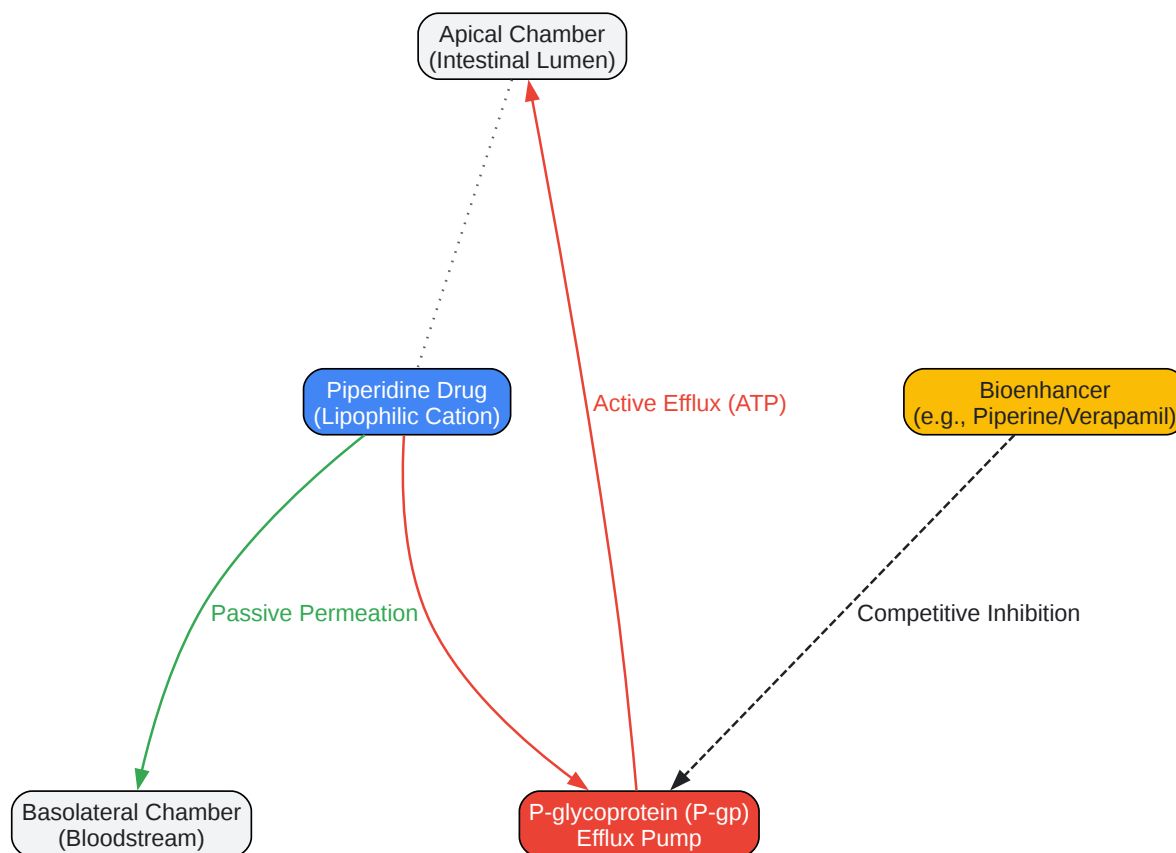 Apical Chamber
(Intestinal Lumen)
Piperidine Drug
(Lipophilic Cation)
Active Efflux (ATP)
Bioenhancer
(e.g., Piperine/Verapamil)
Passive Permeation
Competitive Inhibition
Basolateral Chamber
(Bloodstream)
P-glycoprotein (P-gp)
Efflux Pump